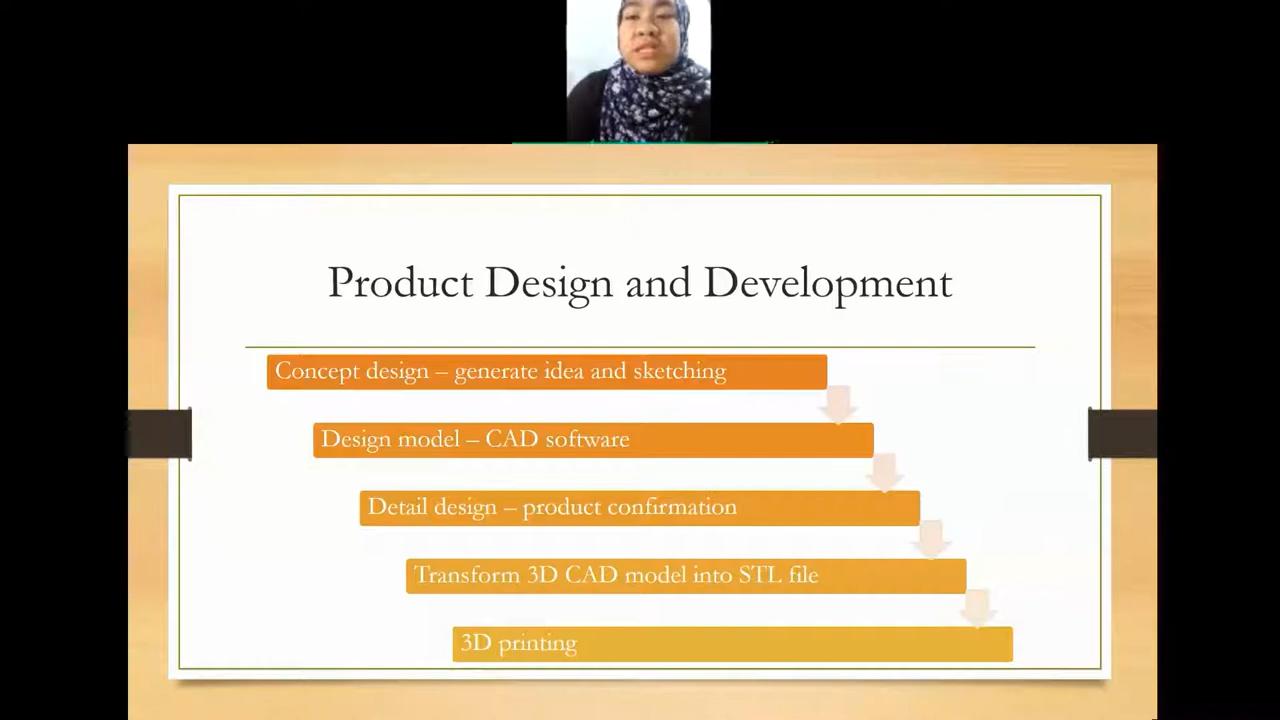 Product Design and Development
Concept design – generate idea and sketching
Design model – CAD software
Detail design – product confirmation
Transform 3D CAD model into STL file
3D printing